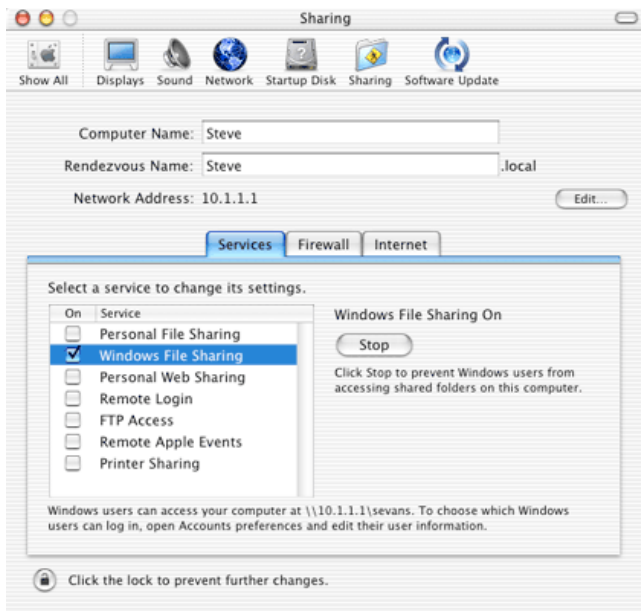 Sharing
Show All Displays Sound Network Startup Disk Sharing Software Update
Computer Name: Steve
Rendezvous Name: Steve .local
Network Address: 10.1.1.1 Edit...
Services Firewall Internet
Select a service to change its settings.
On Service
Windows File Sharing On
Personal File Sharing
Stop
Windows File Sharing
Personal Web Sharing
Click Stop to prevent Windows users from
accessing shared folders on this computer.
Remote Login
FTP Access
Remote Apple Events
Printer Sharing
Windows users can access your computer at \\10.1.1.1\sevans. To choose which Windows
users can log in, open Accounts preferences and edit their user information.
Click the lock to prevent further changes.